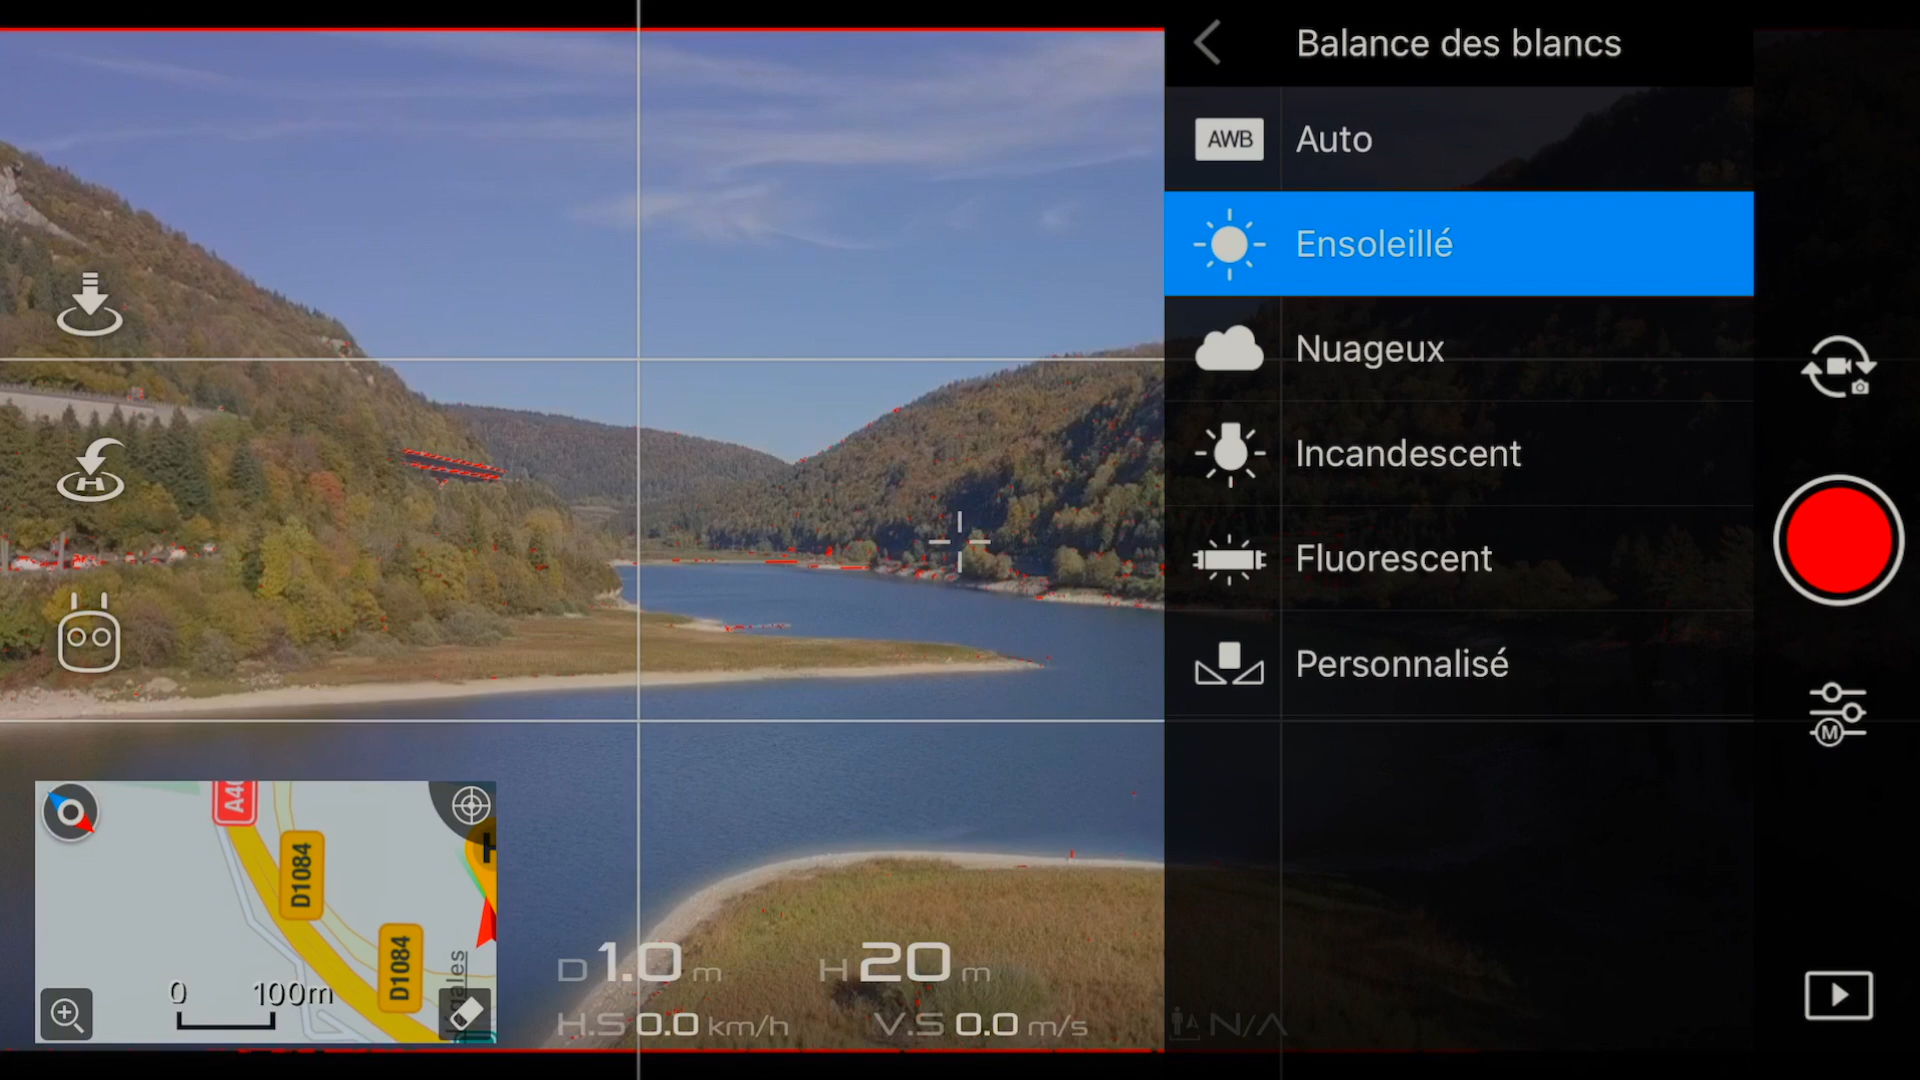 Balance des blancs
AWB Auto
Ensoleillé
Nuageux
Incandescent
Fluorescent
Personnalisé
M
H
A40
D1084
D1084
0 100m
D 1.0 m H 20 m
H.S 0.0 km/h V.S 0.0 m/s N/A